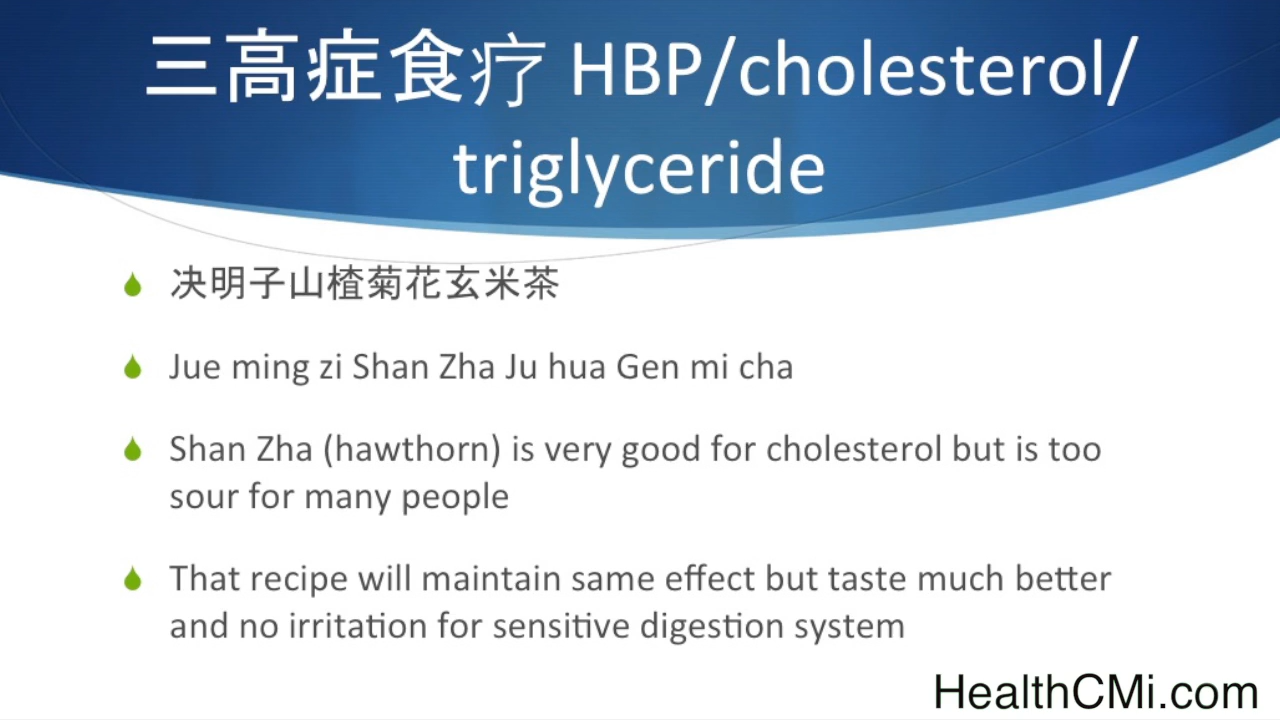 三高症食疗 HBP/cholesterol/
triglyceride
决明子山楂菊花玄米茶
Jue ming zi Shan Zha Ju hua Gen mi cha
Shan Zha (hawthorn) is very good for cholesterol but is too
sour for many people
That recipe will maintain same effect but taste much better
and no irritation for sensitive digestion system
HealthCMi.com